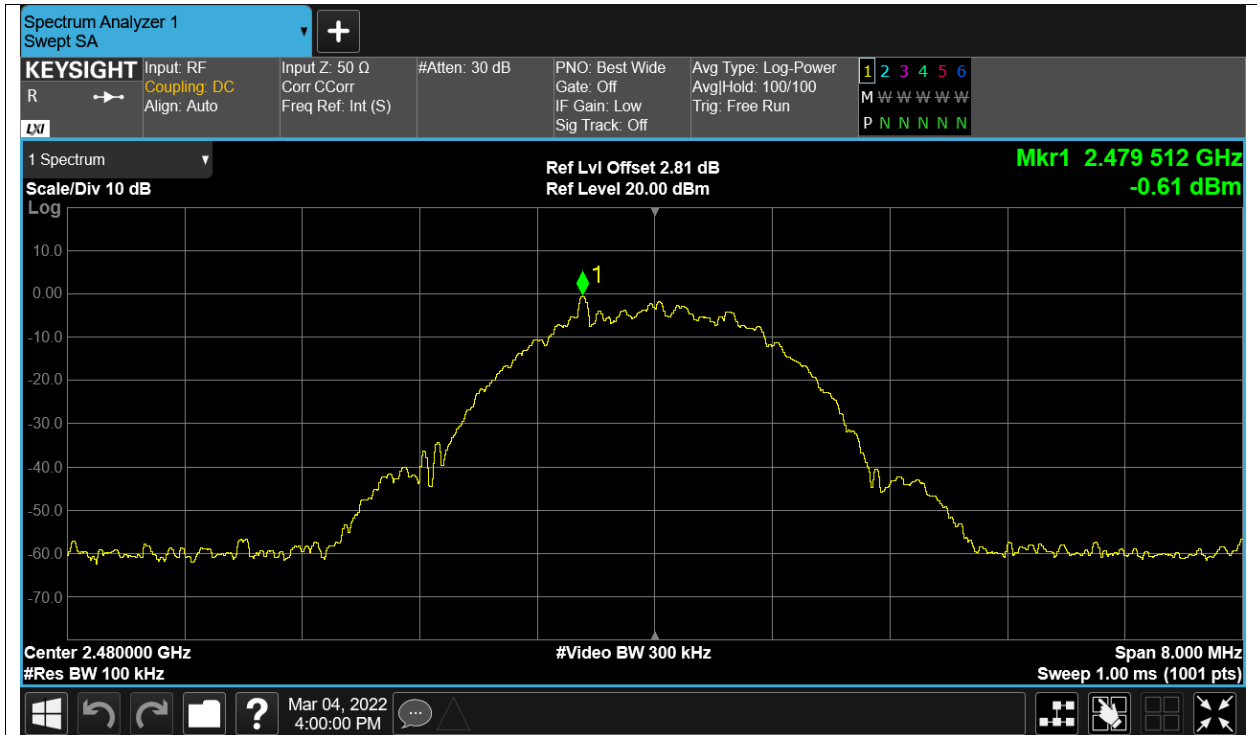 Spectrum Analyzer 1
Swept SA
KEYSIGHT
R
LXI
Input: RF
Coupling: DC
Align: Auto
Input Z: 50 Ω
Corr CCorr
Freq Ref: Int (S)
#Atten: 30 dB
PNO: Best Wide
Gate: Off
IF Gain: Low
Sig Track: Off
Avg Type: Log-Power
Avg|Hold: 100/100
Trig: Free Run
1 2 3 4 5 6
M W W W W W
P N N N N N
1 Spectrum
Scale/Div 10 dB
Log
Ref Lvl Offset 2.81 dB
Ref Level 20.00 dBm
Mkr1 2.479 512 GHz
-0.61 dBm
10.0
0.00
-10.0
-20.0
-30.0
-40.0
-50.0
-60.0
-70.0
1
Center 2.480000 GHz
#Res BW 100 kHz
#Video BW 300 kHz
Span 8.000 MHz
Sweep 1.00 ms (1001 pts)
?
Mar 04, 2022
4:00:00 PM